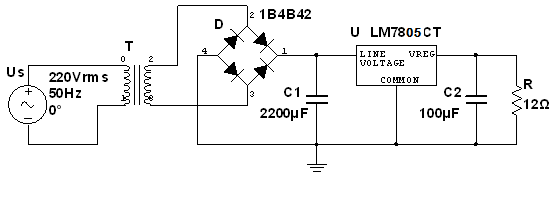 D
2
1B4B42
U LM7805CT
T
0
2
4
1
LINE VREG
VOLTAGE
COMMON
Us
220Vrms
50Hz
0°
3
C1
2200µF
C2
100µF
R
12Ω